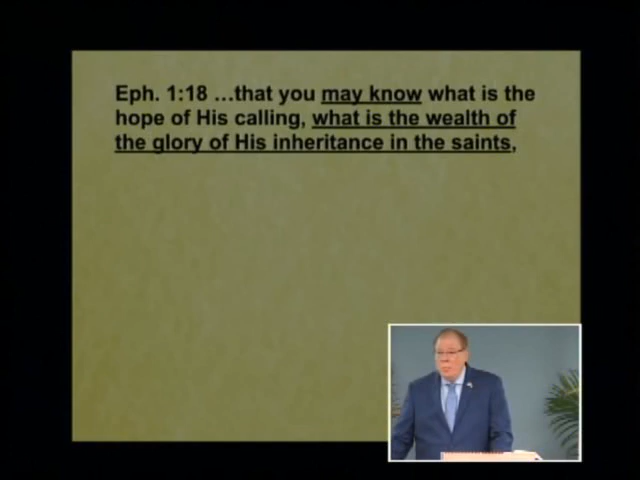 Eph. 1:18 …that you may know what is the
hope of His calling, what is the wealth of
the glory of His inheritance in the saints,